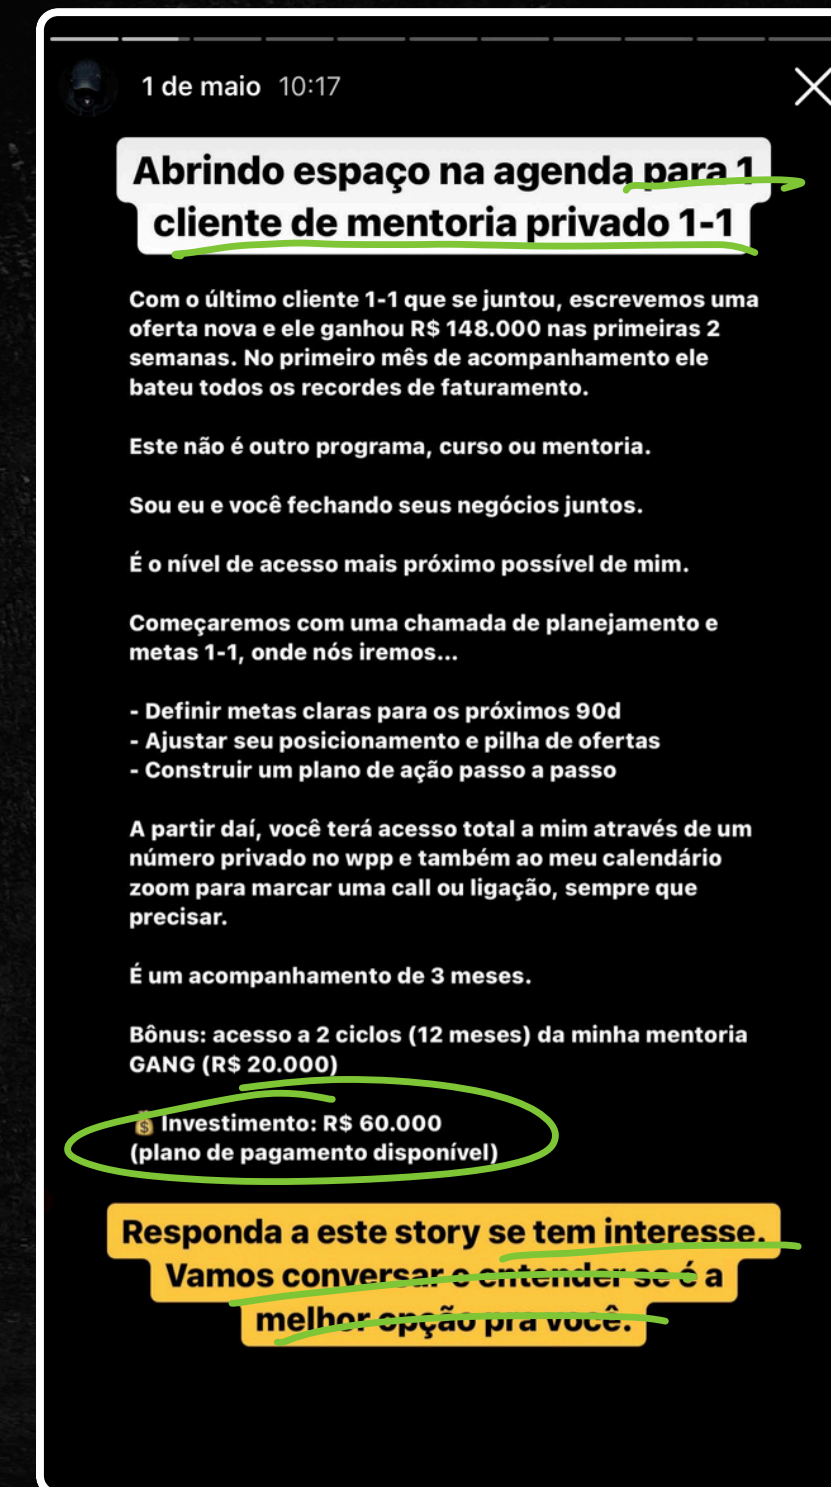 1 de maio 10:17
Abrindo espaço na agenda para 1
cliente de mentoria privado 1-1
Com o último cliente 1-1 que se juntou, escrevemos uma
oferta nova e ele ganhou R$ 148.000 nas primeiras 2
semanas. No primeiro mês de acompanhamento ele
bateu todos os recordes de faturamento.
Este não é outro programa, curso ou mentoria.
Sou eu e você fechando seus negócios juntos.
É o nível de acesso mais próximo possível de mim.
Começaremos com uma chamada de planejamento e
metas 1-1, onde nós iremos...
- Definir metas claras para os próximos 90d
- Ajustar seu posicionamento e pilha de ofertas
- Construir um plano de ação passo a passo
A partir daí, você terá acesso total a mim através de um
número privado no wpp e também ao meu calendário
zoom para marcar uma call ou ligação, sempre que
precisar.
É um acompanhamento de 3 meses.
Bônus: acesso a 2 ciclos (12 meses) da minha mentoria
GANG (R$ 20.000)
💰 Investimento: R$ 60.000
(plano de pagamento disponível)
Responda a este story se tem interesse.
Vamos conversar e entender se é a
melhor opção pra você.